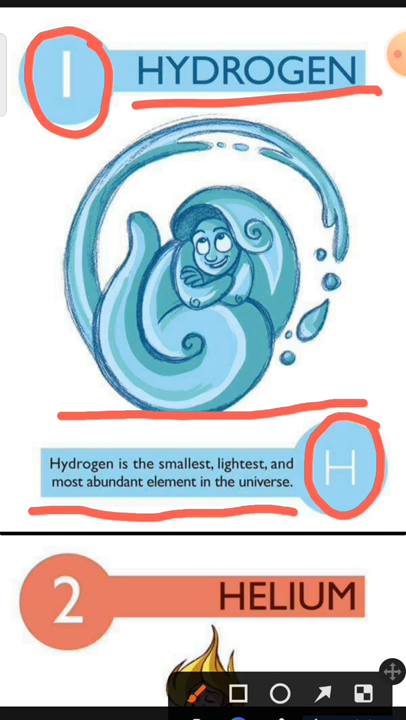 1 HYDROGEN
Hydrogen is the smallest, lightest, and
most abundant element in the universe.
H
2 HELIUM